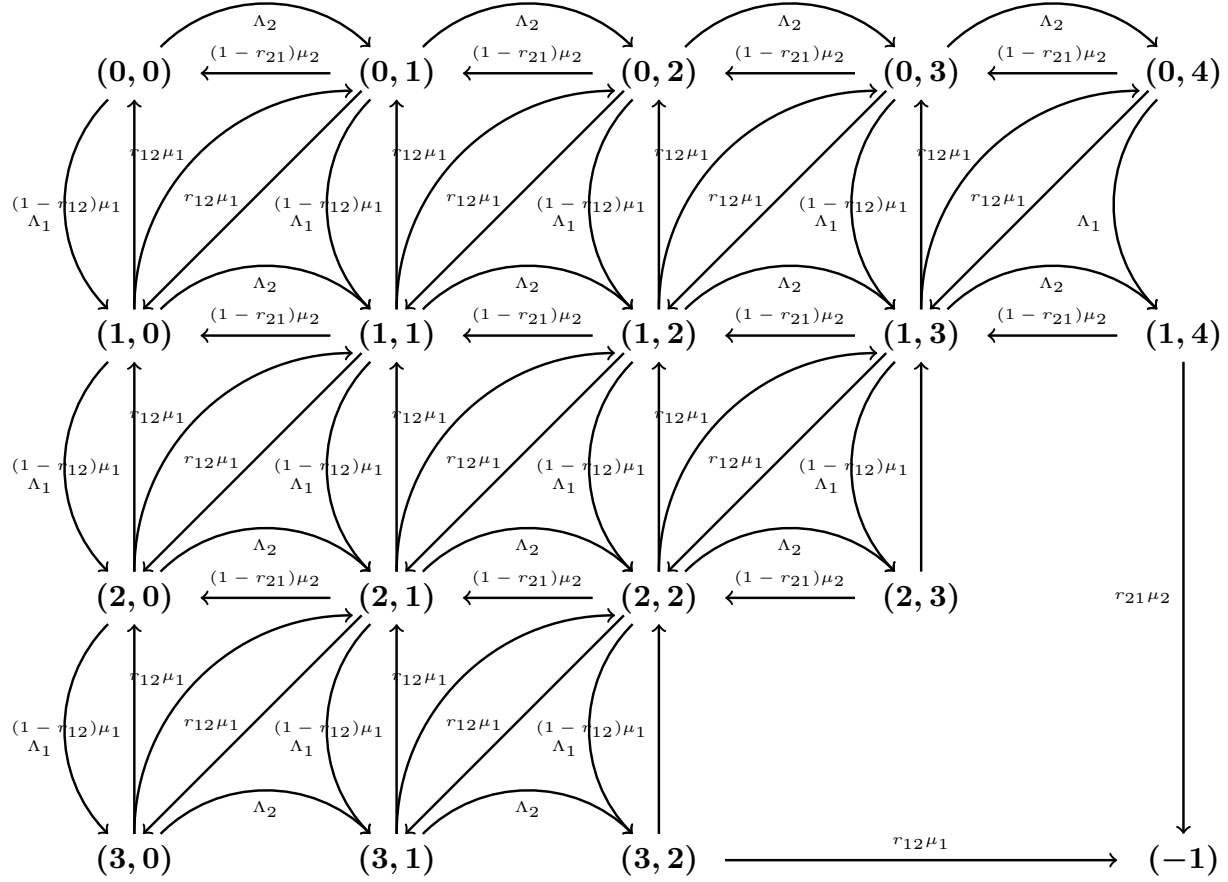 Λ₂ Λ₂ Λ₂ Λ₂
(1 − r₂₁)μ₂ (1 − r₂₁)μ₂ (1 − r₂₁)μ₂ (1 − r₂₁)μ₂
(0, 0) (0, 1) (0, 2) (0, 3) (0, 4)
r₁₂μ₁ r₁₂μ₁ r₁₂μ₁ r₁₂μ₁
r₁₂μ₁ r₁₂μ₁ r₁₂μ₁ r₁₂μ₁
(1 − r₁₂)μ₁ (1 − r₁₂)μ₁ (1 − r₁₂)μ₁ (1 − r₁₂)μ₁
Λ₁ Λ₁ Λ₁ Λ₁ Λ₁
Λ₂ Λ₂ Λ₂ Λ₂
(1 − r₂₁)μ₂ (1 − r₂₁)μ₂ (1 − r₂₁)μ₂ (1 − r₂₁)μ₂
(1, 0) (1, 1) (1, 2) (1, 3) (1, 4)
r₁₂μ₁ r₁₂μ₁ r₁₂μ₁
r₁₂μ₁ r₁₂μ₁ r₁₂μ₁
(1 − r₁₂)μ₁ (1 − r₁₂)μ₁ (1 − r₁₂)μ₁ (1 − r₁₂)μ₁
Λ₁ Λ₁ Λ₁ Λ₁
Λ₂ Λ₂ Λ₂
(1 − r₂₁)μ₂ (1 − r₂₁)μ₂ (1 − r₂₁)μ₂
(2, 0) (2, 1) (2, 2) (2, 3)
r₂₁μ₂
r₁₂μ₁ r₁₂μ₁
r₁₂μ₁ r₁₂μ₁
(1 − r₁₂)μ₁ (1 − r₁₂)μ₁ (1 − r₁₂)μ₁
Λ₁ Λ₁ Λ₁
Λ₂ Λ₂
r₁₂μ₁
(3, 0) (3, 1) (3, 2) (−1)